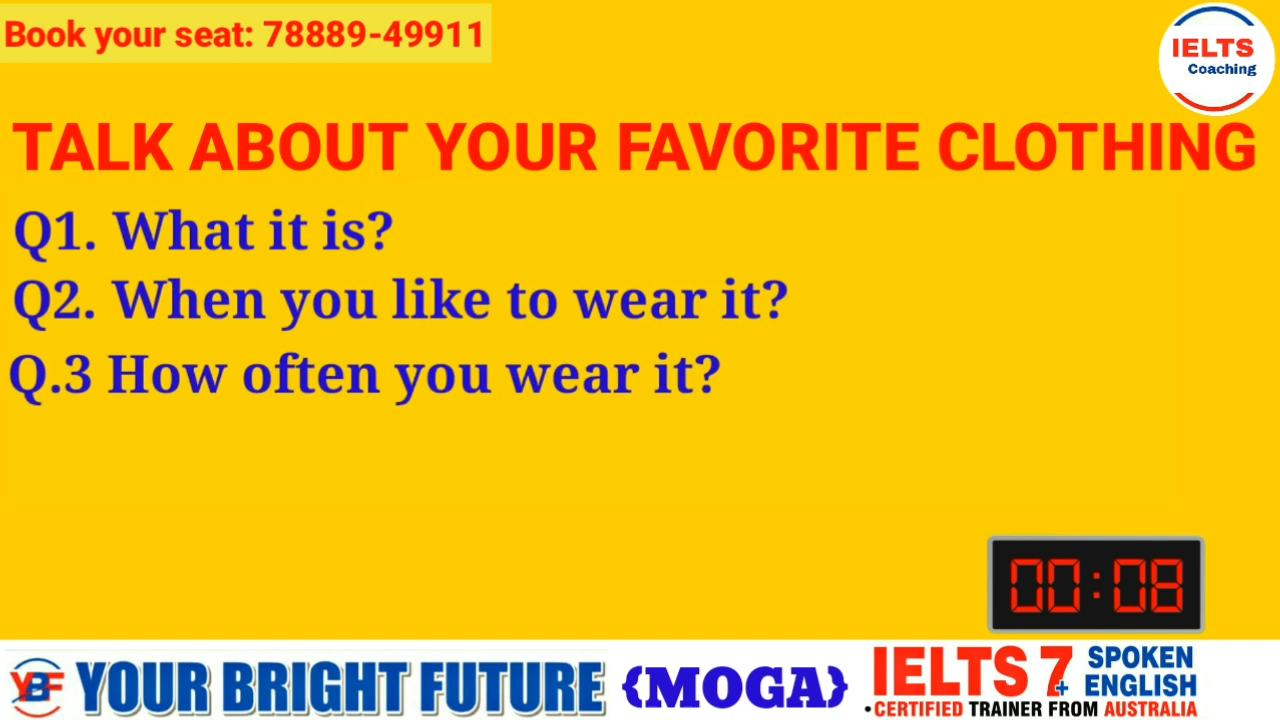 Book your seat: 78889-49911
IELTS
Coaching
TALK ABOUT YOUR FAVORITE CLOTHING
Q1. What it is?
Q2. When you like to wear it?
Q.3 How often you wear it?
00:08
YBF YOUR BRIGHT FUTURE {MOGA}
IELTS 7+
SPOKEN
ENGLISH
• CERTIFIED TRAINER FROM AUSTRALIA